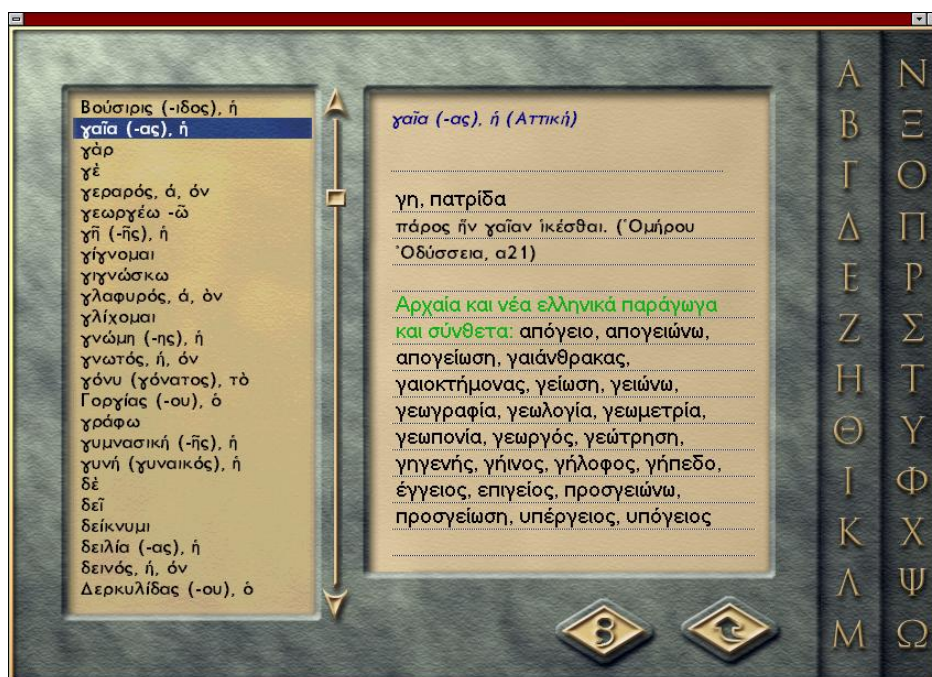 Βούσιρις (-ιδος), ἡ
γαῖα (-ας), ἡ
γὰρ
γὲ
γεραρός, ά, όν
γεωργέω -ῶ
γῆ (-ῆς), ἡ
γίγνομαι
γιγνώσκω
γλαφυρός, ά, ὸν
γλίχομαι
γνώμη (-ης), ἡ
γνωτός, ή, όν
γόνυ (γόνατος), τὸ
Γοργίας (-ου), ὁ
γράφω
γυμνασική (-ῆς), ἡ
γυνή (γυναικός), ἡ
δὲ
δεῖ
δείκνυμι
δειλία (-ας), ἡ
δεινός, ή, όν
Δερκυλίδας (-ου), ὁ
γαῖα (-ας), ἡ (Αττική)
γη, πατρίδα
πάρος ἥν γαῖαν ἱκέσθαι. (Ὁμήρου
Ὀδύσσεια, α21)
Αρχαία και νέα ελληνικά παράγωγα
και σύνθετα: απόγειο, απογειώνω,
απογείωση, γαιάνθρακας,
γαιοκτήμονας, γείωση, γειώνω,
γεωγραφία, γεωλογία, γεωμετρία,
γεωπονία, γεωργός, γεώτρηση,
γηγενής, γήινος, γήλοφος, γήπεδο,
έγγειος, επιγείος, προσγειώνω,
προσγείωση, υπέργειος, υπόγειος
Α Ν
Β Ξ
Γ Ο
Δ Π
Ε Ρ
Ζ Σ
Η Τ
Θ Υ
Ι Φ
Κ Χ
Λ Ψ
Μ Ω